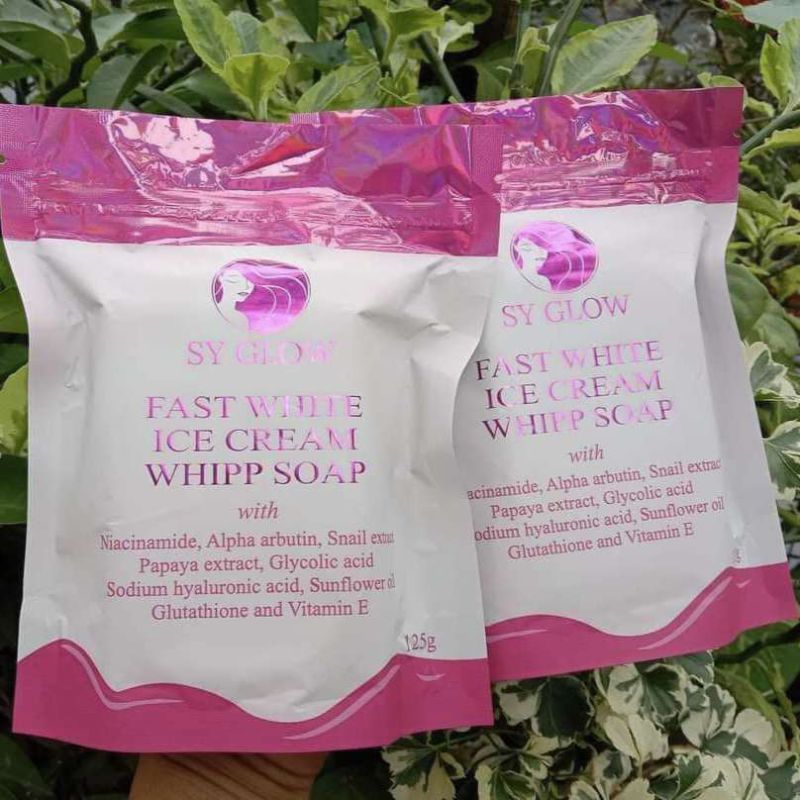 SY GLOW
FAST WHITE
ICE CREAM
WHIPP SOAP
with
Niacinamide, Alpha arbutin, Snail extract
Papaya extract, Glycolic acid
Sodium hyaluronic acid, Sunflower oil
Glutathione and Vitamin E
125g
SY GLOW
FAST WHITE
ICE CREAM
WHIPP SOAP
with
acinamide, Alpha arbutin, Snail extract
Papaya extract, Glycolic acid
odium hyaluronic acid, Sunflower oil
Glutathione and Vitamin E
g